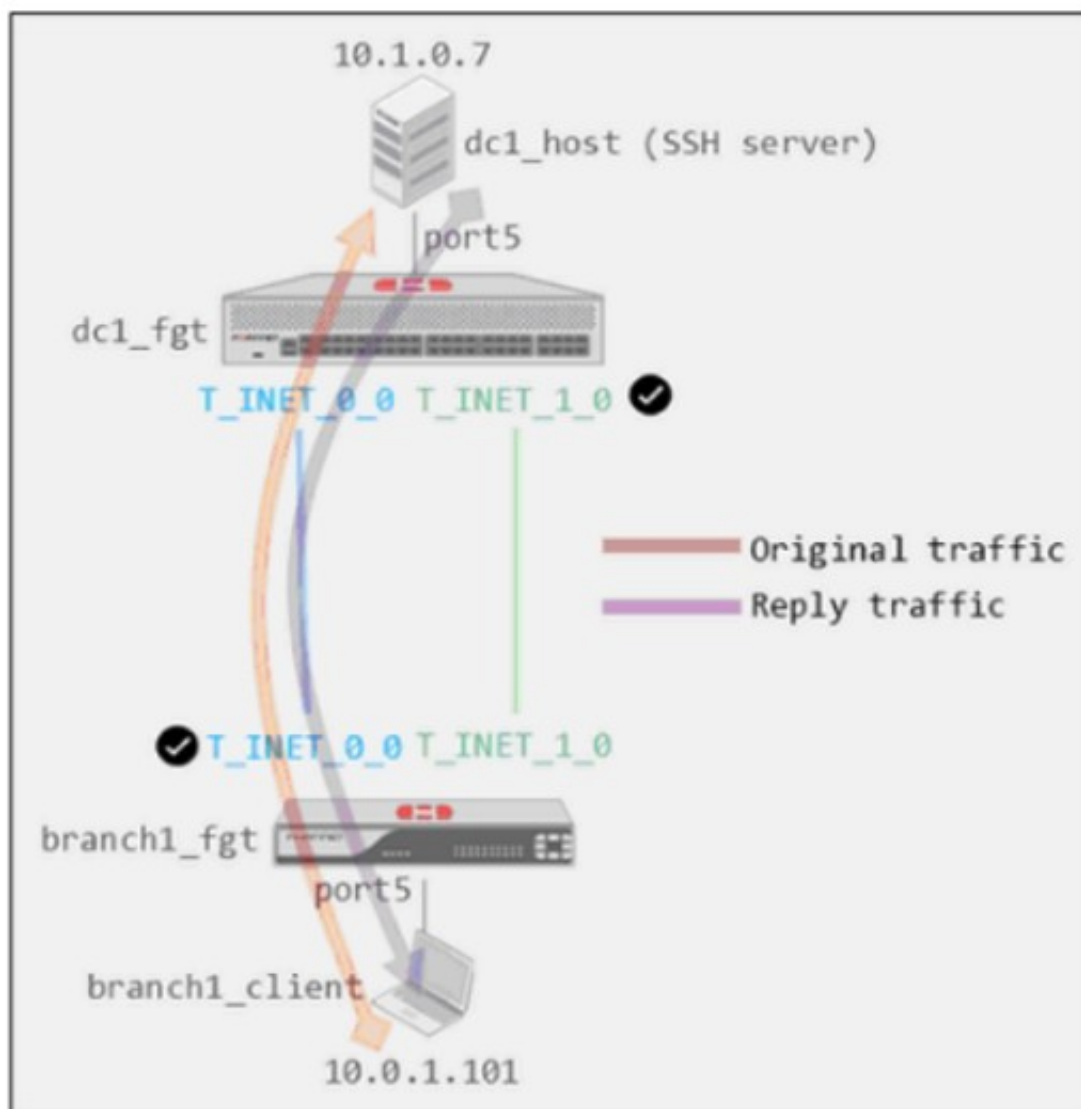 10.1.0.7
dc1_host (SSH server)
port5
dc1_fgt
T_INET_0_0 T_INET_1_0
Original traffic
Reply traffic
T_INET_0_0 T_INET_1_0
branch1_fgt
port5
branch1_client
10.0.1.101